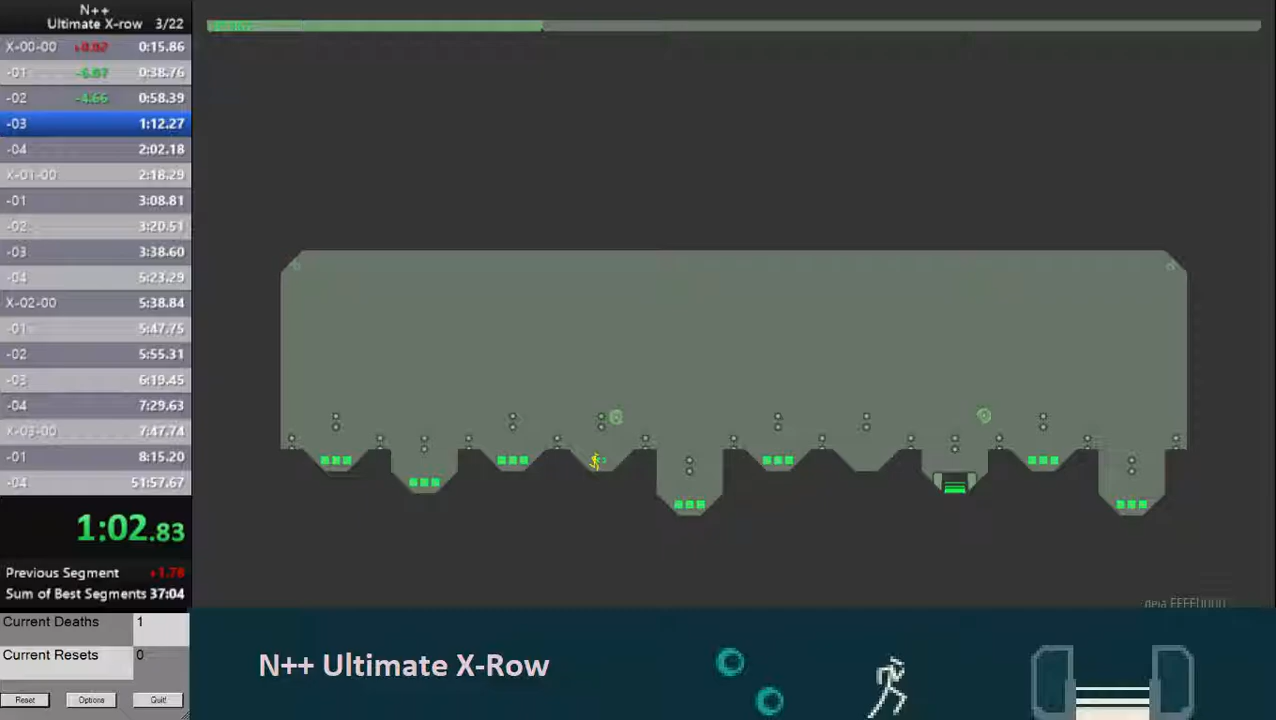 N++
Ultimate X-row 3/22
X-00-00 +0.02 0:15.86
-01 -6.07 0:38.76
-02 -4.66 0:58.39
-03 1:12.27
-04 2:02.18
X-01-00 2:18.29
-01 3:08.81
-02 3:20.51
-03 3:38.60
-04 5:23.29
X-02-00 5:38.84
-01 5:47.75
-02 5:55.31
-03 6:19.45
-04 7:29.63
X-03-00 7:47.74
-01 8:15.20
-04 51:57.67
1:02.83
Previous Segment +1.78
Sum of Best Segments 37:04
Current Deaths 1
Current Resets 0
Reset Options Quit!
N++ Ultimate X-Row